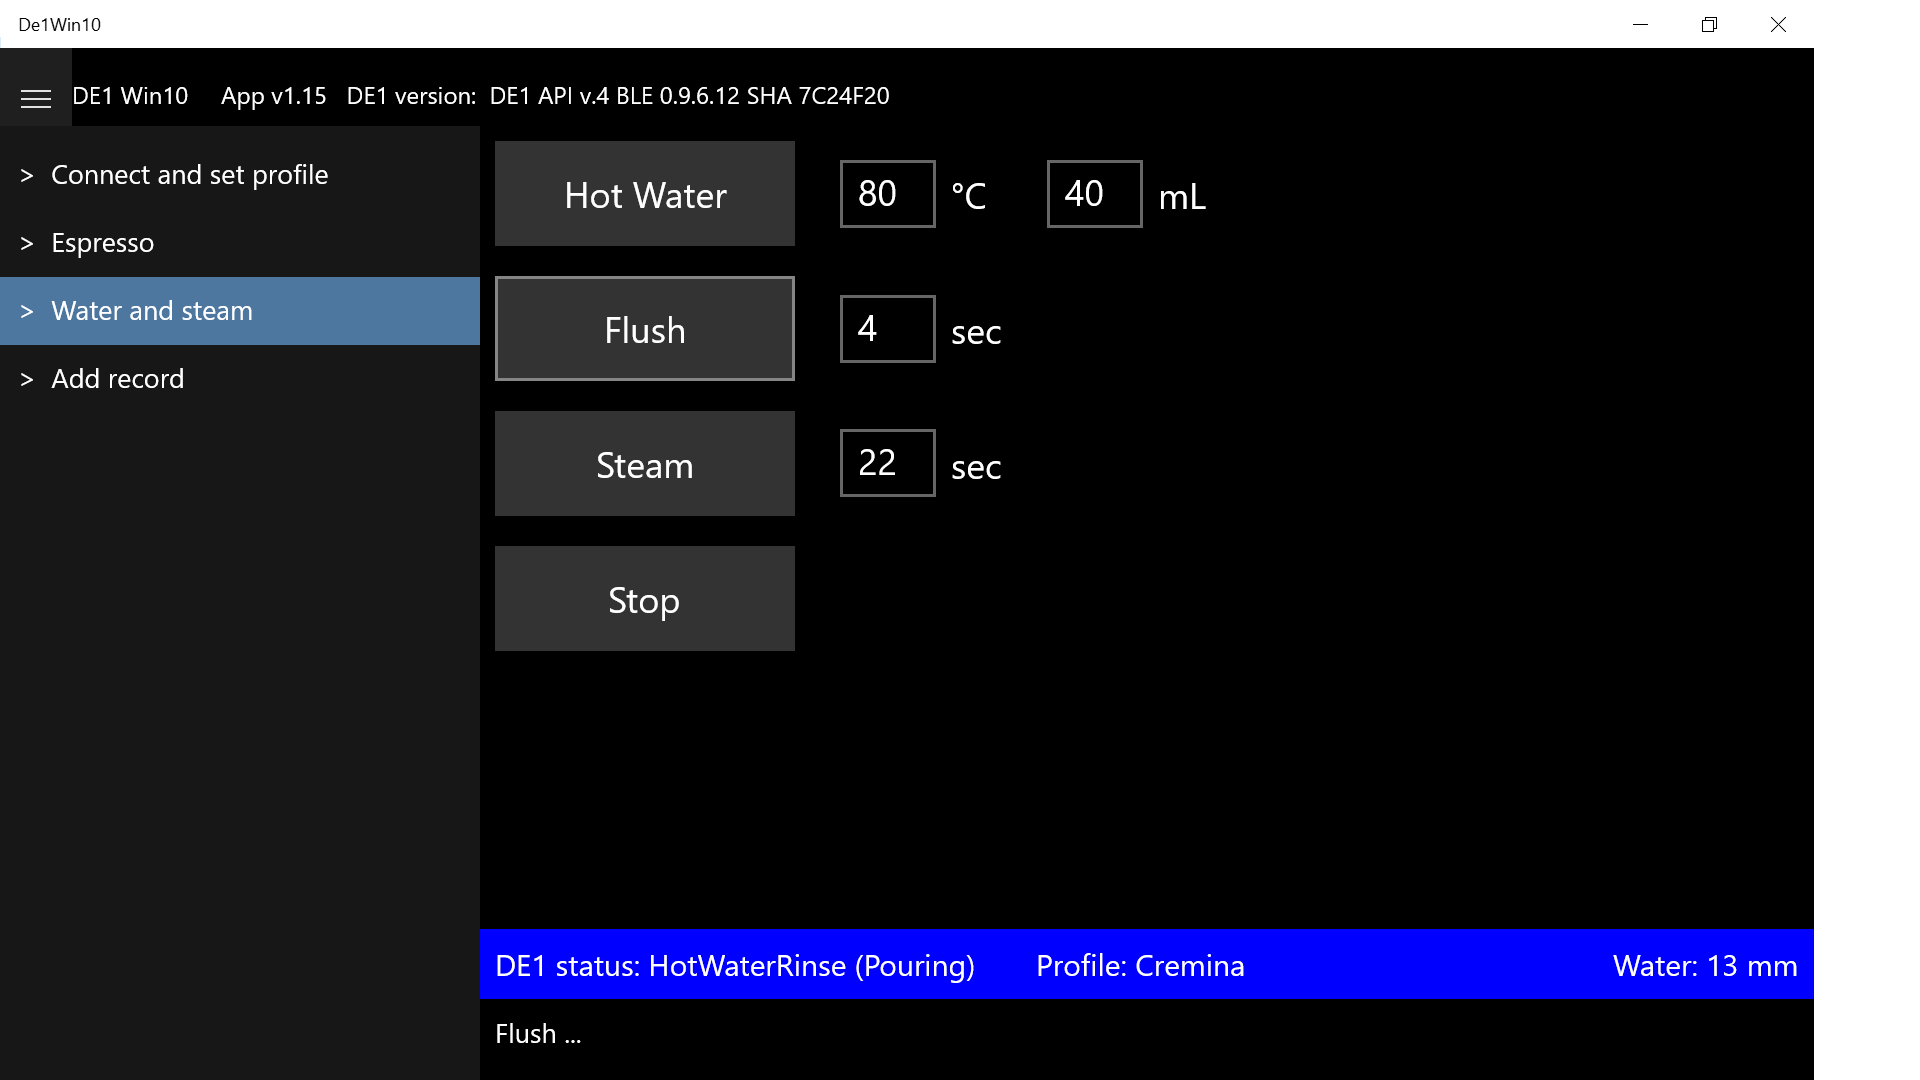 De1Win10
DE1 Win10 App v1.15 DE1 version: DE1 API v.4 BLE 0.9.6.12 SHA 7C24F20
> Connect and set profile
> Espresso
> Water and steam
> Add record
Hot Water 80 °C 40 mL
Flush 4 sec
Steam 22 sec
Stop
DE1 status: HotWaterRinse (Pouring) Profile: Cremina Water: 13 mm
Flush ...